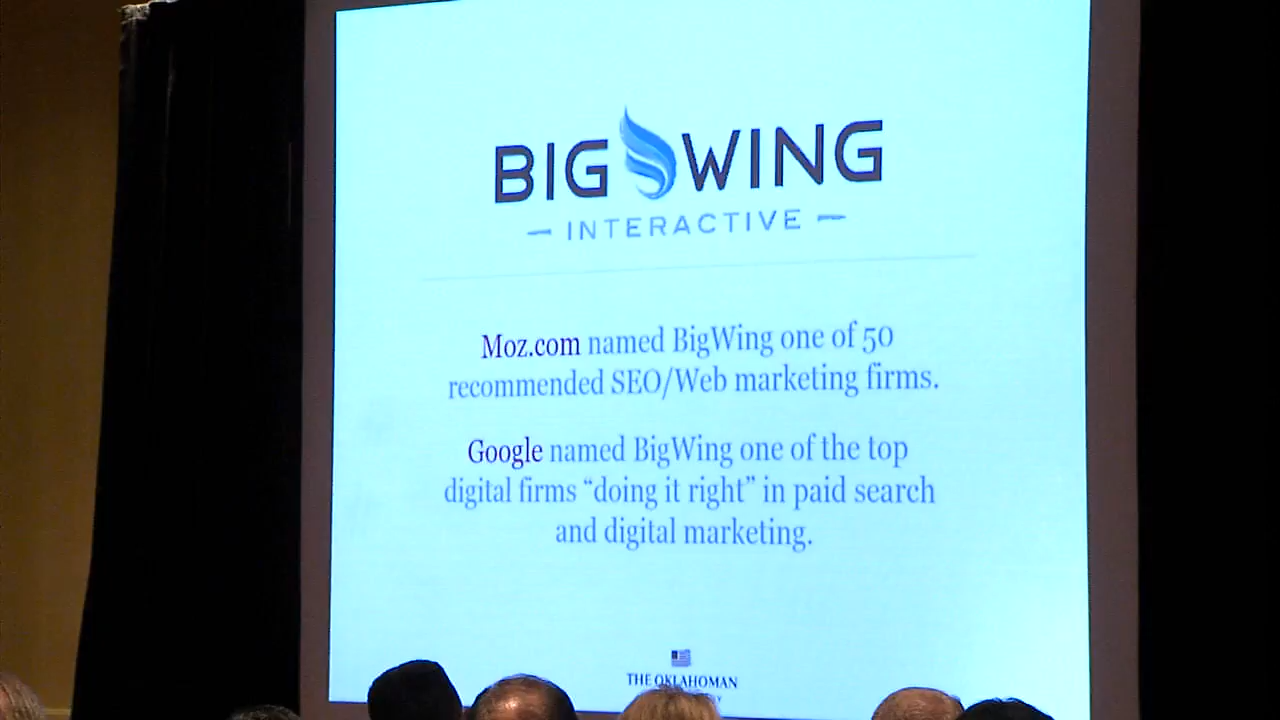 BIG WING
— INTERACTIVE —
Moz.com named BigWing one of 50
recommended SEO/Web marketing firms.
Google named BigWing one of the top
digital firms “doing it right” in paid search
and digital marketing.
THE OKLAHOMAN